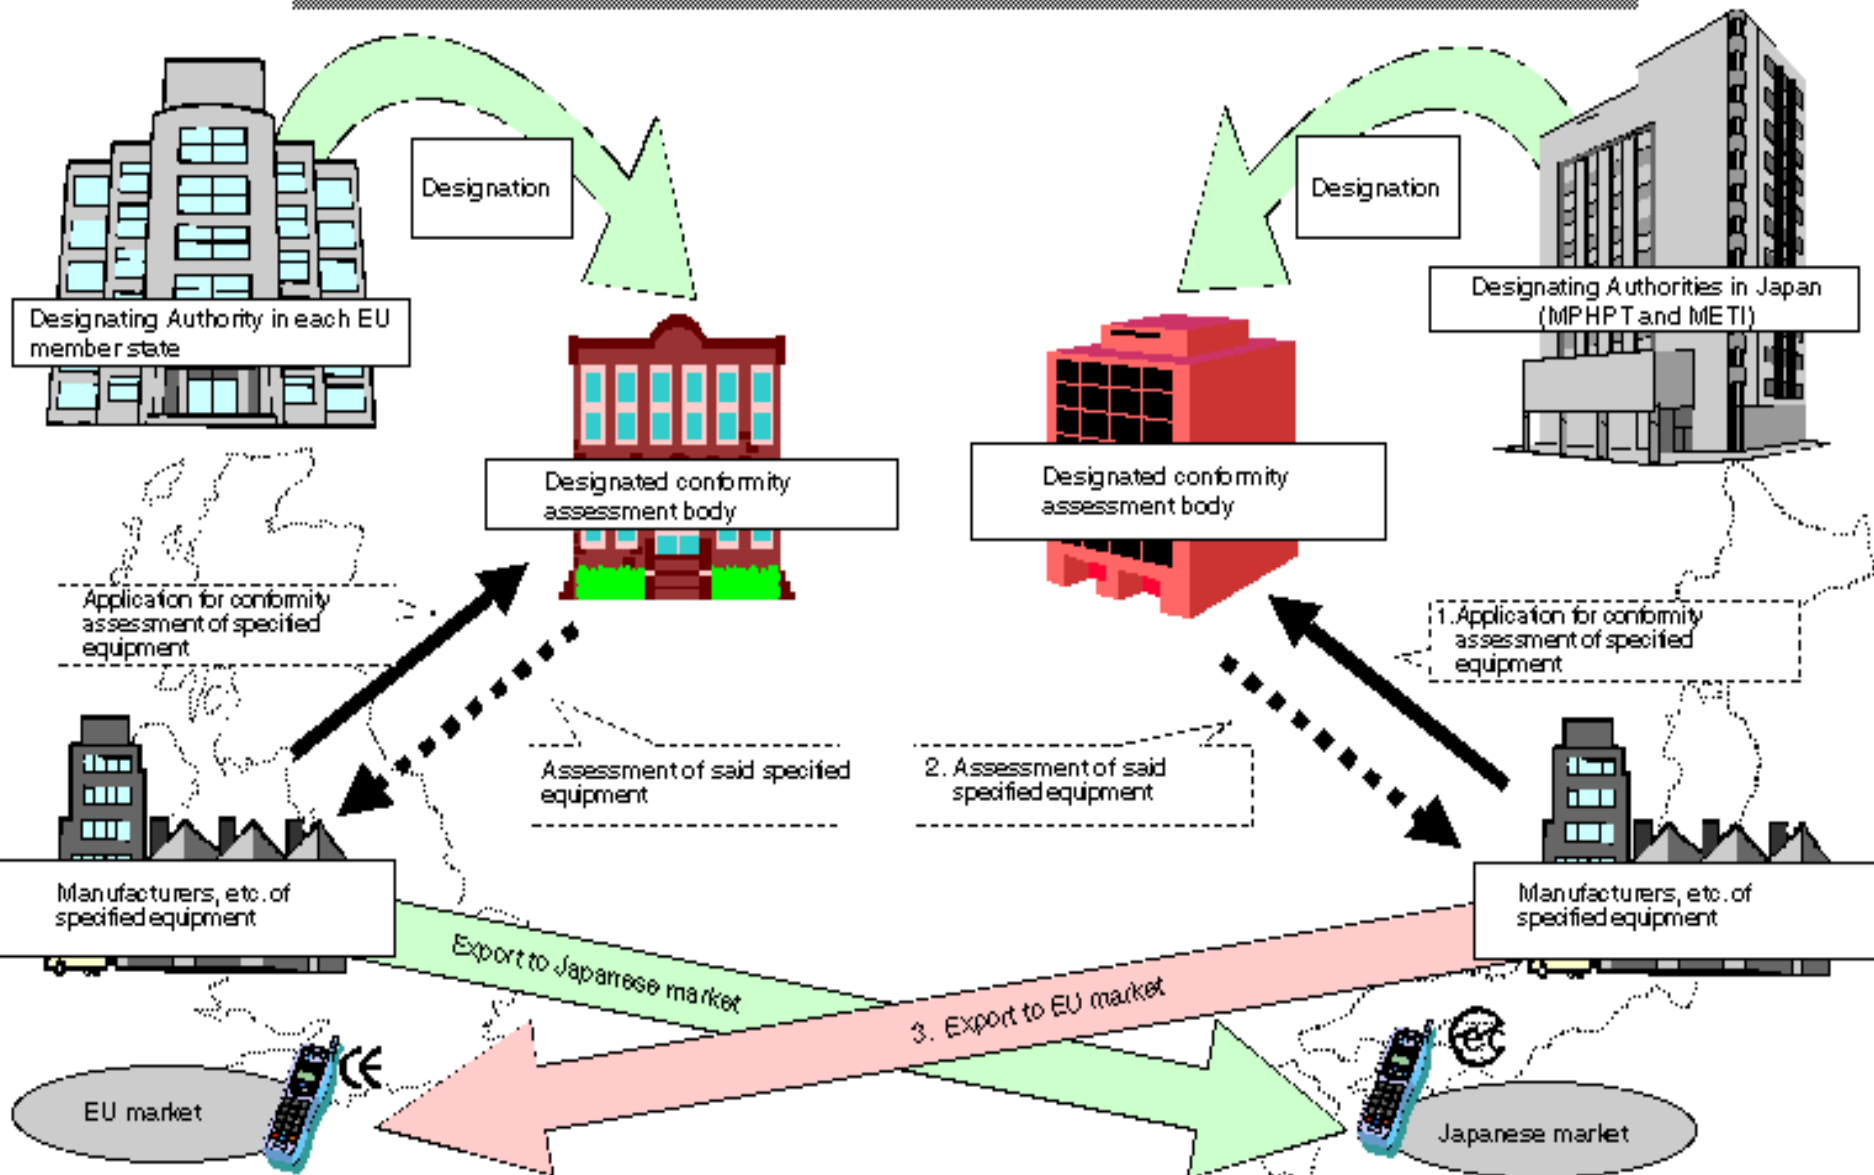 Designation
Designation
Designating Authority in each EU
member state
Designating Authorities in Japan
(MPHPT and METI)
Designated conformity
assessment body
Designated conformity
assessment body
Application for conformity
assessment of specified
equipment
1.Application for conformity
assessment of specified
equipment
Assessment of said specified
equipment
2. Assessment of said
specified equipment
Manufacturers, etc. of
specified equipment
Manufacturers, etc. of
specified equipment
Export to Japanese market
3. Export to EU market
CE
EU market
Japanese market